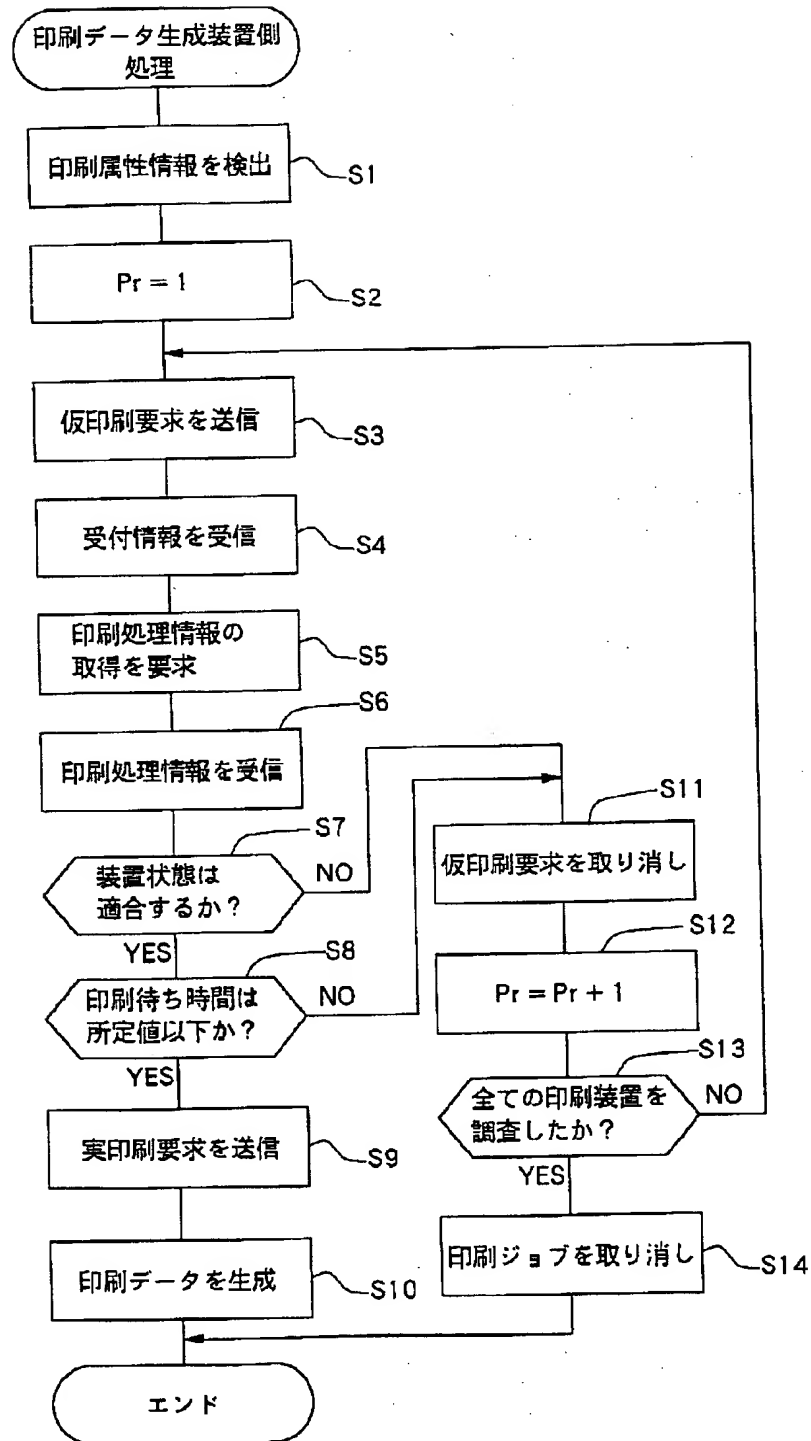 印刷データ生成装置側
処理
印刷属性情報を検出
S1
Pr = 1
S2
仮印刷要求を送信
S3
受付情報を受信
S4
印刷処理情報の
取得を要求
S5
S6
印刷処理情報を受信
S7
装置状態は
適合するか?
NO
YES
S8
印刷待ち時間は
所定値以下か?
NO
YES
実印刷要求を送信
S9
印刷データを生成
S10
S11
仮印刷要求を取り消し
S12
Pr = Pr + 1
S13
全ての印刷装置を
調査したか?
NO
YES
印刷ジョブを取り消し
S14
エンド